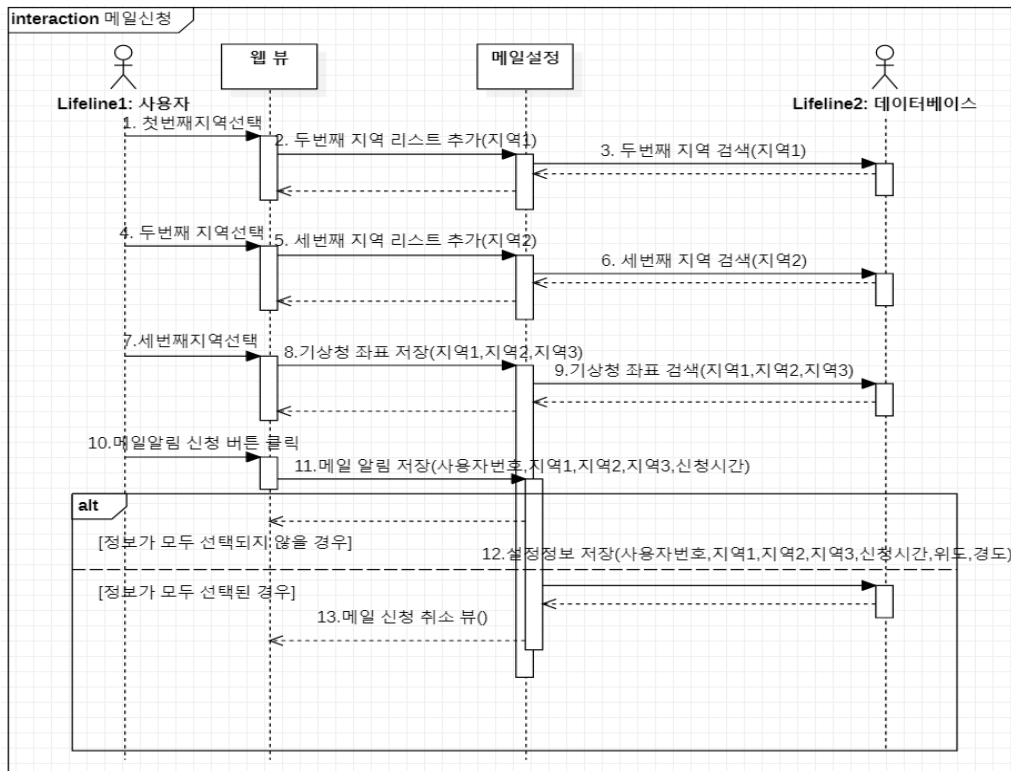 interaction 메일신청
웹 뷰
메일설정
Lifeline1: 사용자
Lifeline2: 데이터베이스
1. 첫번째지역선택
2. 두번째 지역 리스트 추가(지역1)
3. 두번째 지역 검색(지역1)
4. 두번째 지역선택
5. 세번째 지역 리스트 추가(지역2)
6. 세번째 지역 검색(지역2)
7.세번째지역선택
8.기상청 좌표 저장(지역1,지역2,지역3)
9.기상청 좌표 검색(지역1,지역2,지역3)
10.메일알림 신청 버튼 클릭
11.메일 알림 저장(사용자번호,지역1,지역2,지역3,신청시간)
alt
[정보가 모두 선택되지 않을 경우]
12.설정정보 저장(사용자번호,지역1,지역2,지역3,신청시간,위도,경도)
[정보가 모두 선택된 경우]
13.메일 신청 취소 뷰()